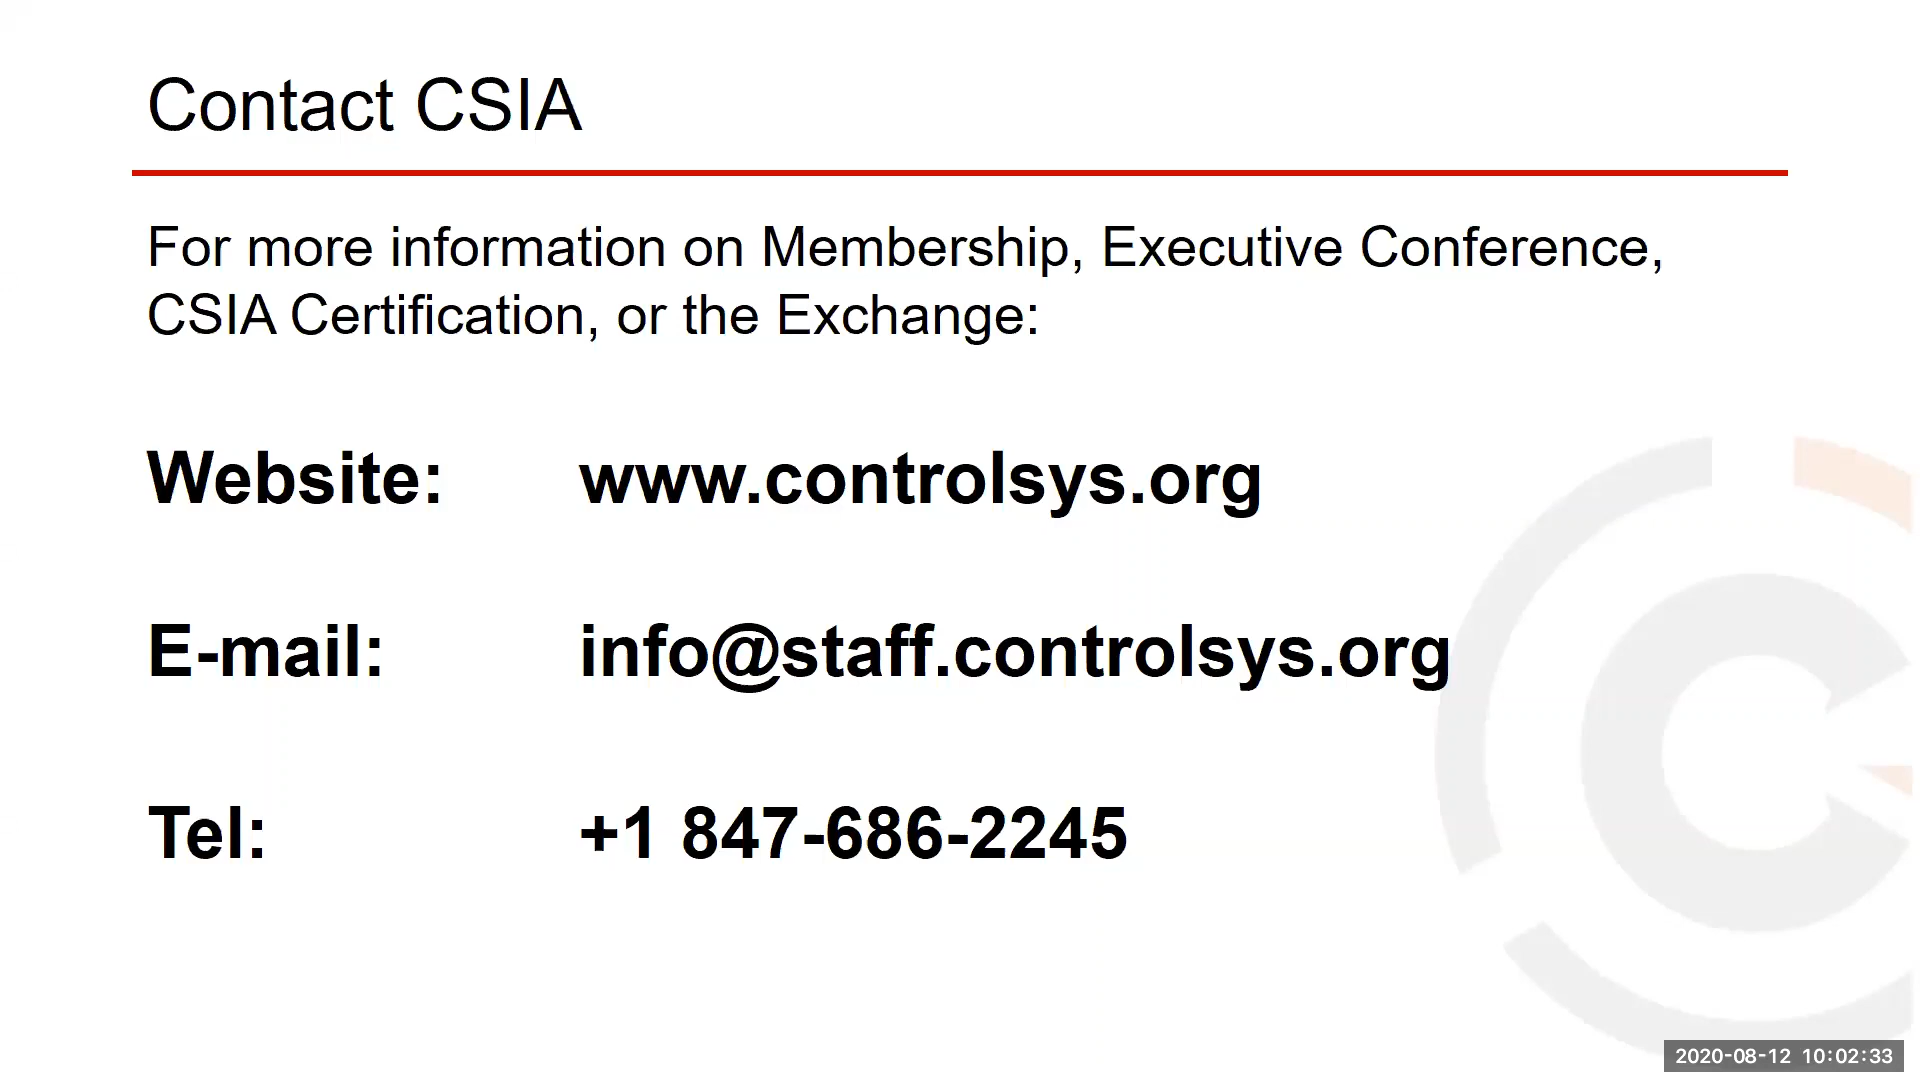 Contact CSIA
For more information on Membership, Executive Conference,
CSIA Certification, or the Exchange:
Website: www.controlsys.org
E-mail: info@staff.controlsys.org
Tel: +1 847-686-2245
2020-08-12 10:02:33